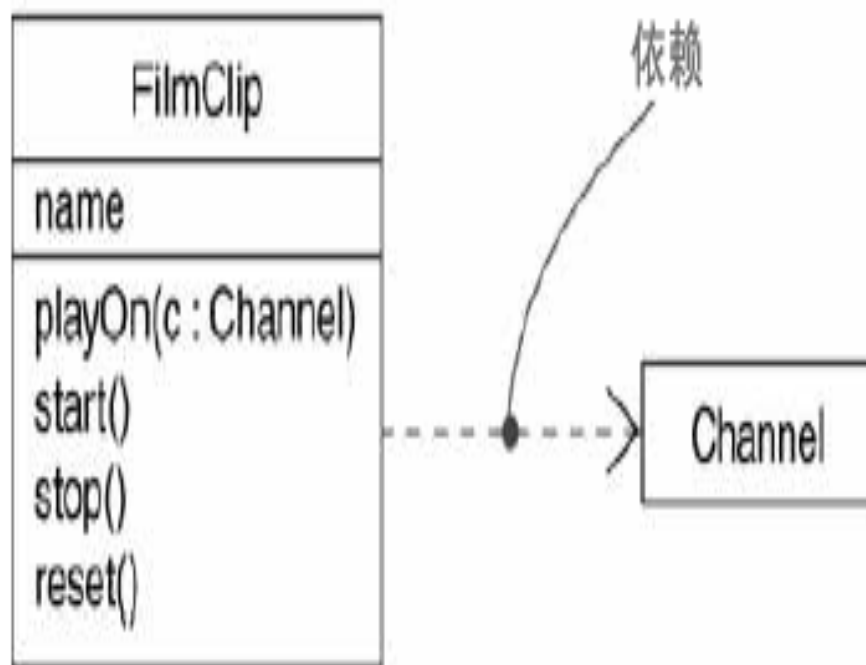 依赖
FilmClip
name
playOn(c : Channel)
start()
stop()
reset()
Channel